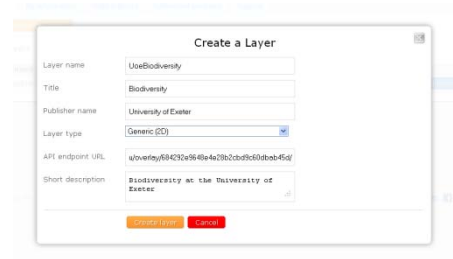 Create a Layer
Layer name UoeBiodiversity
Title Biodiversity
Publisher name University of Exeter
Layer type Generic (2D)
API endpoint URL u/overlay/684292e9648e4e28b2cbd9c60dbab45d/
Short description Biodiversity at the University of
Exeter
Create layer Cancel